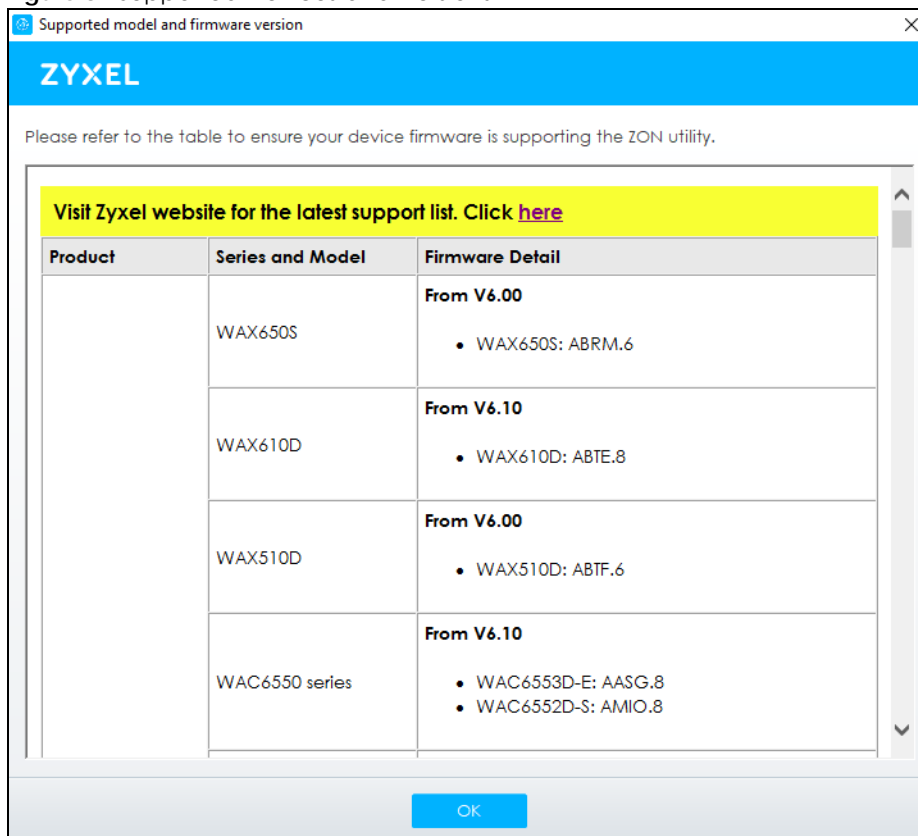 Supported model and firmware version
ZYXEL
Please refer to the table to ensure your device firmware is supporting the ZON utility.
Visit Zyxel website for the latest support list. Click here
Product Series and Model Firmware Detail
WAX650S
From V6.00
• WAX650S: ABRM.6
WAX610D
From V6.10
• WAX610D: ABTE.8
WAX510D
From V6.00
• WAX510D: ABTF.6
WAC6550 series
From V6.10
• WAC6553D-E: AASG.8
• WAC6552D-S: AMIO.8
OK